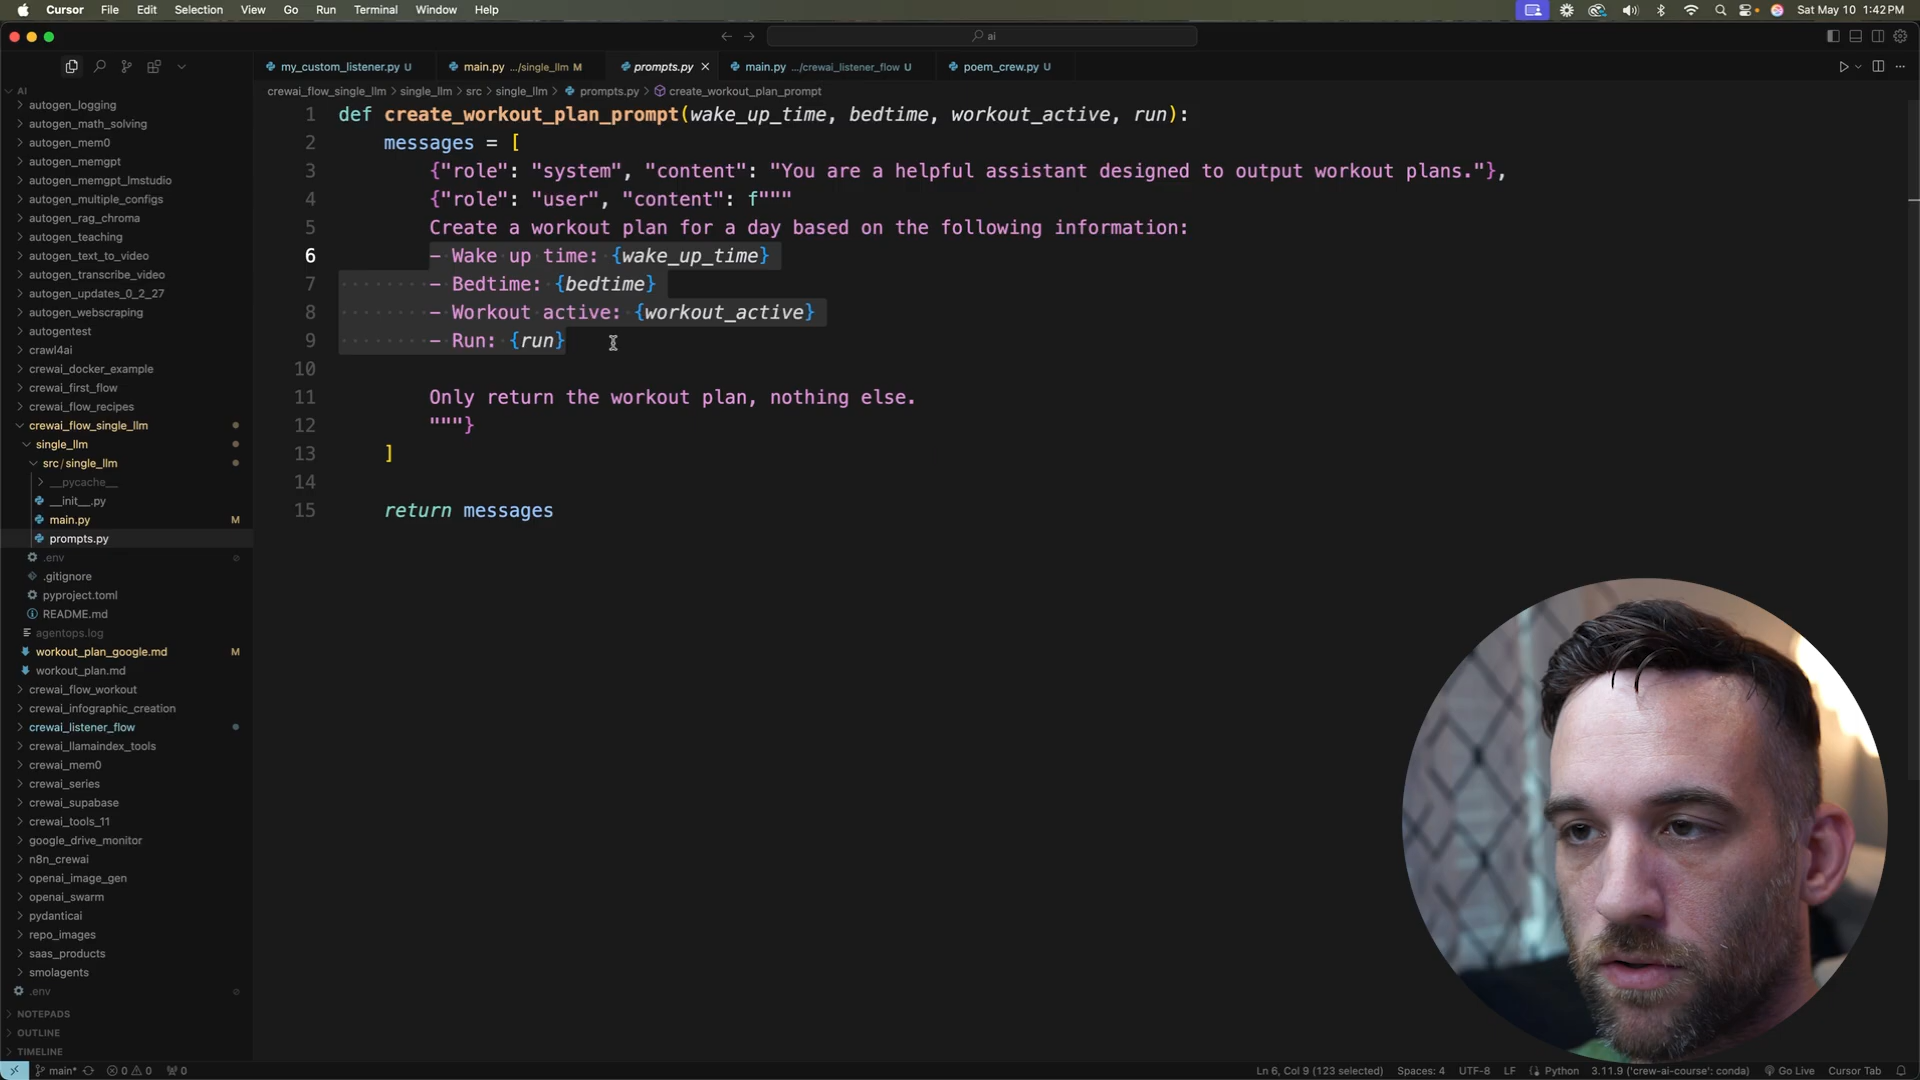 Cursor File Edit Selection View Go Run Terminal Window Help
Sat May 10 1:42 PM
ai
my_custom_listener.py U
main.py .../single_llm M
prompts.py
main.py .../crewai_listener_flow U
poem_crew.py U
crewai_flow_single_llm > single_llm > src > single_llm > prompts.py > create_workout_plan_prompt
AI
autogen_logging
autogen_math_solving
autogen_mem0
autogen_memgpt
autogen_memgpt_lmstudio
autogen_multiple_configs
autogen_rag_chroma
autogen_teaching
autogen_text_to_video
autogen_transcribe_video
autogen_updates_0_2_27
autogen_webscraping
autogentest
crawl4ai
crewai_docker_example
crewai_first_flow
crewai_flow_recipes
crewai_flow_single_llm
single_llm
src/single_llm
__pycache__
__init__.py
main.py M
prompts.py
.env
.gitignore
pyproject.toml
README.md
agentops.log
workout_plan_google.md M
workout_plan.md
crewai_flow_workout
crewai_infographic_creation
crewai_listener_flow
crewai_llamaindex_tools
crewai_mem0
crewai_series
crewai_supabase
crewai_tools_11
google_drive_monitor
n8n_crewai
openai_image_gen
openai_swarm
pydanticai
repo_images
saas_products
smolagents
.env
NOTEPADS
OUTLINE
TIMELINE
1 def create_workout_plan_prompt(wake_up_time, bedtime, workout_active, run):
2 messages = [
3 {"role": "system", "content": "You are a helpful assistant designed to output workout plans."},
4 {"role": "user", "content": f"""
5 Create a workout plan for a day based on the following information:
6 - Wake up time: {wake_up_time}
7 - Bedtime: {bedtime}
8 - Workout active: {workout_active}
9 - Run: {run}
10
11 Only return the workout plan, nothing else.
12 """}
13 ]
14
15 return messages
main* 0 0 0
Ln 6, Col 9 (123 selected) Spaces: 4 UTF-8 LF Python 3.11.9 ('crew-ai-course': conda) Go Live Cursor Tab